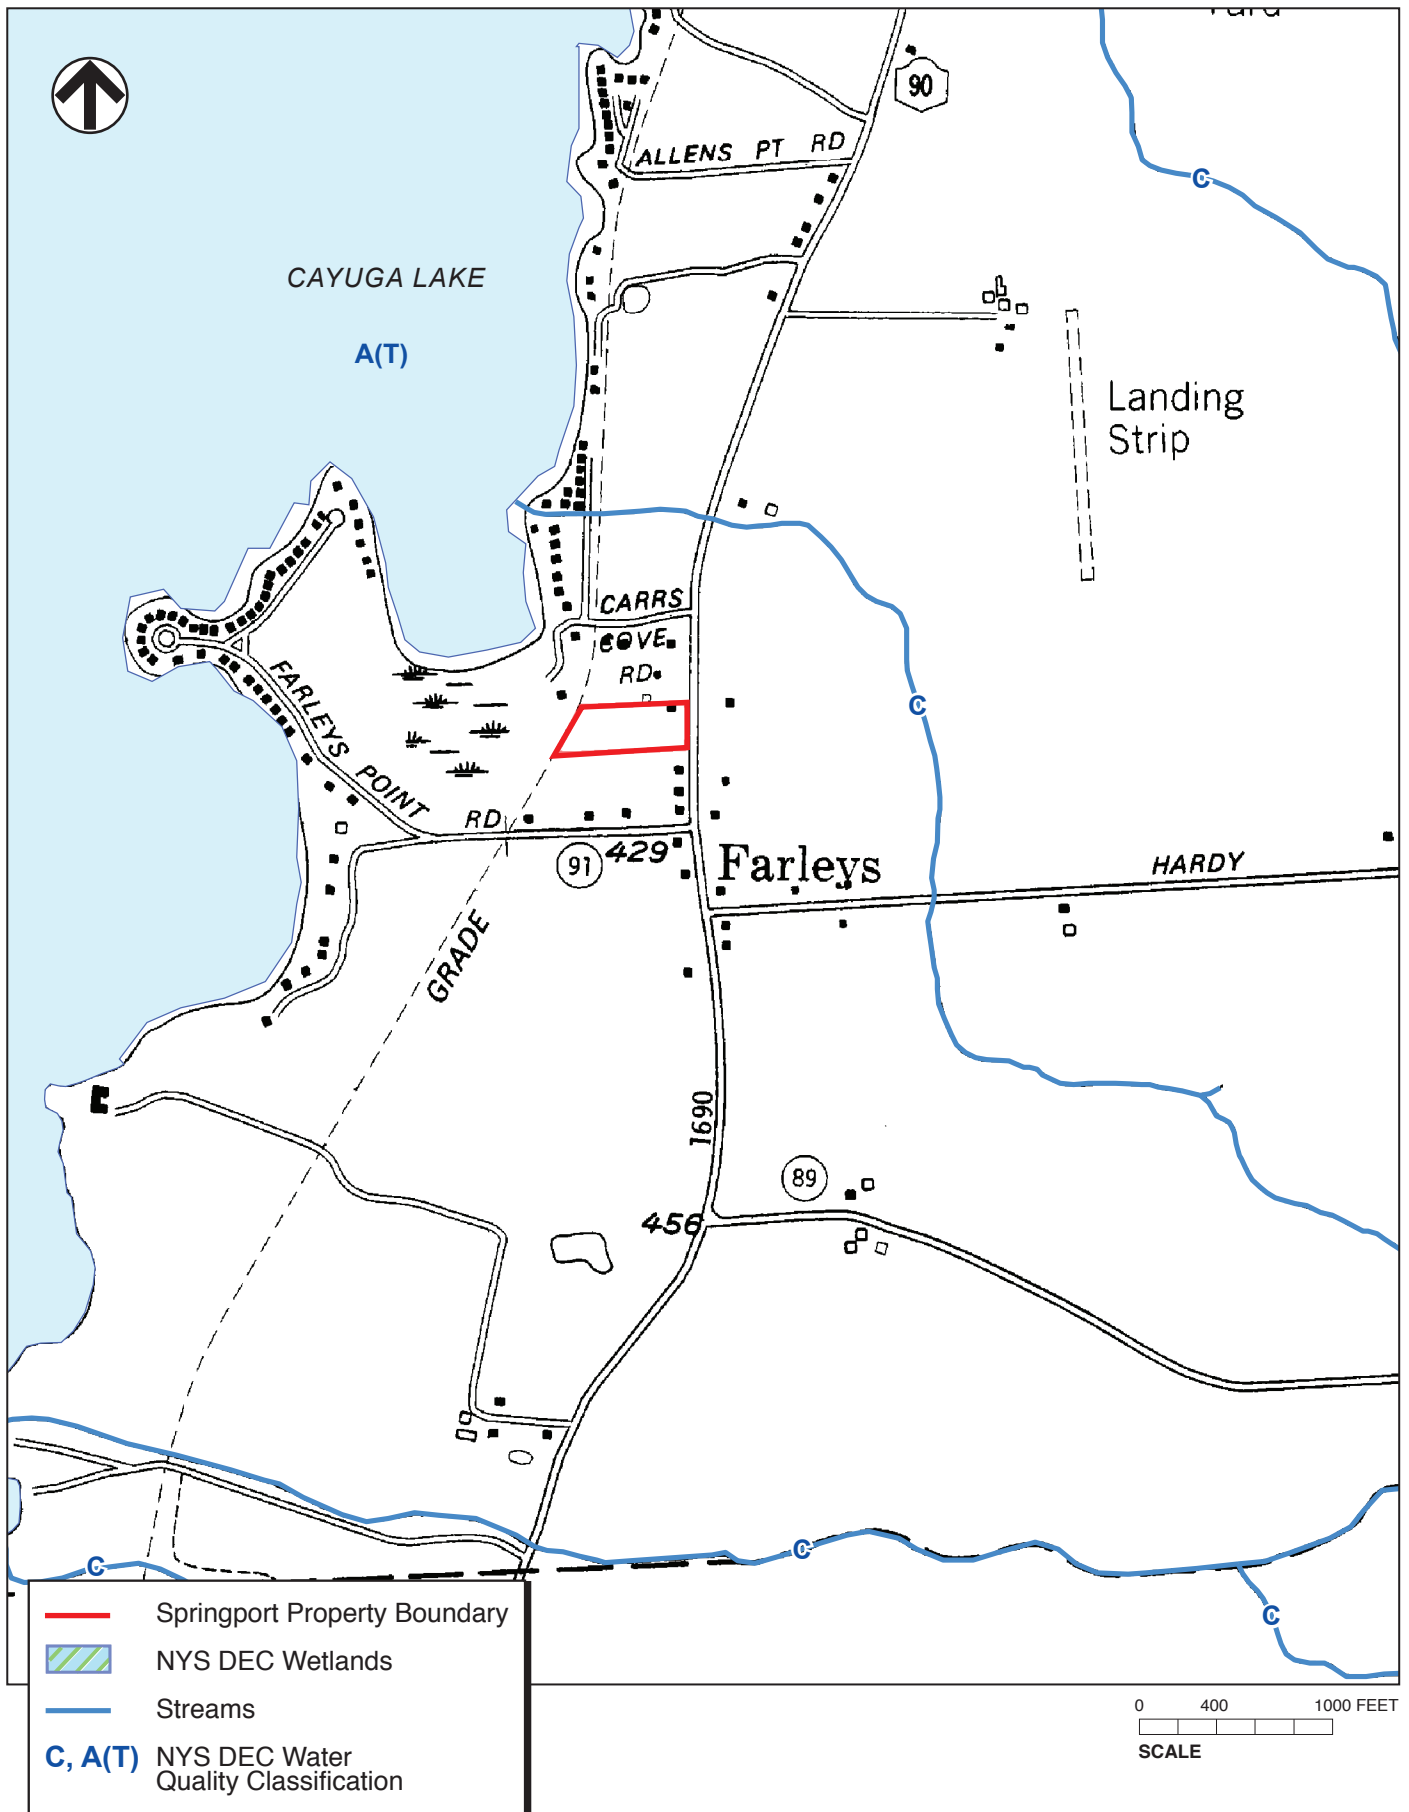 90
ALLENS PT RD
C
CAYUGA LAKE
A(T)
Landing
Strip
CARRS
COVE
RD
FARLEYS POINT RD
C
91
429
Farleys
HARDY
GRADE
1690
89
456
C
C
C
Springport Property Boundary
NYS DEC Wetlands
Streams
C, A(T) NYS DEC Water
Quality Classification
0 400 1000 FEET
SCALE